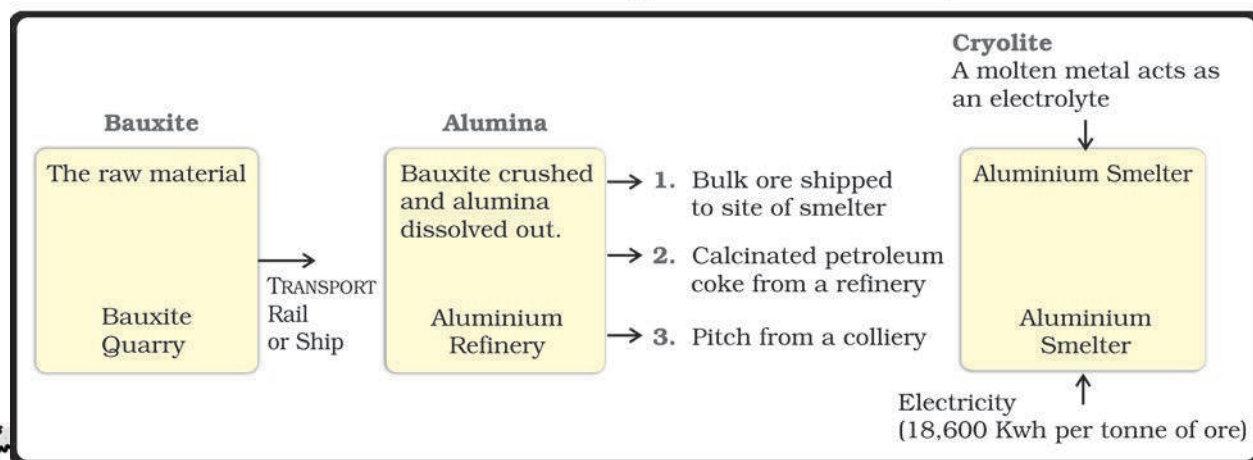 Bauxite
The raw material
Bauxite
Quarry
TRANSPORT
Rail
or Ship
Alumina
Bauxite crushed
and alumina
dissolved out.
Aluminium
Refinery
1. Bulk ore shipped
to site of smelter
2. Calcinated petroleum
coke from a refinery
3. Pitch from a colliery
Cryolite
A molten metal acts as
an electrolyte
Aluminium Smelter
Aluminium
Smelter
Electricity
(18,600 Kwh per tonne of ore)